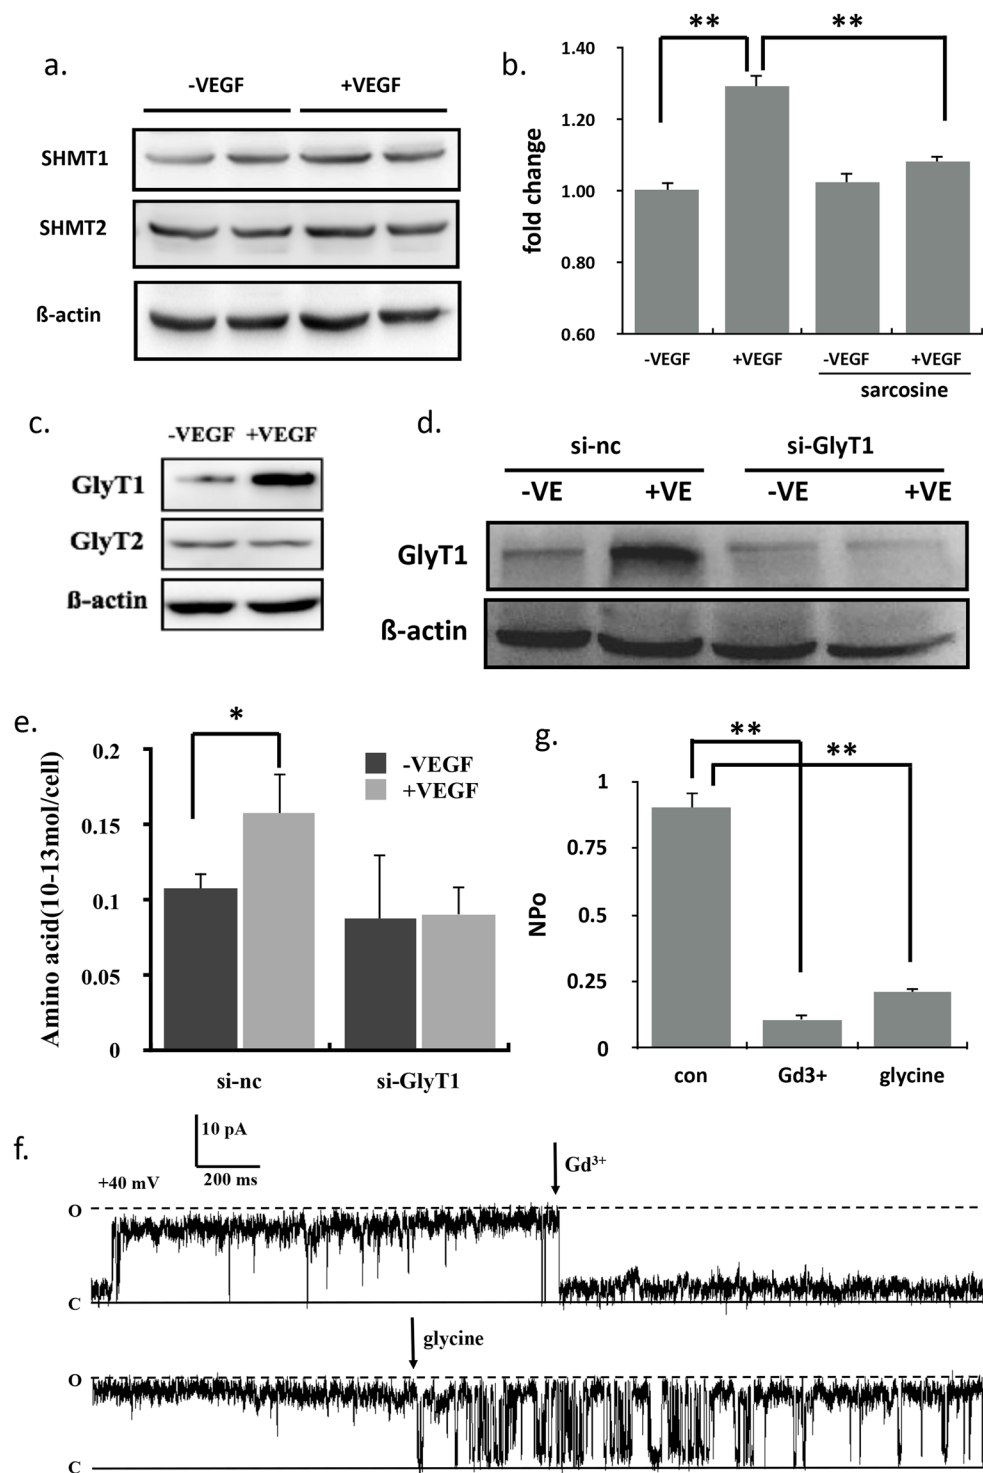 a.
-VEGF +VEGF
SHMT1
SHMT2
ß-actin
b.
** **
fold change
1.40
1.20
1.00
0.80
0.60
-VEGF +VEGF -VEGF +VEGF
sarcosine
c.
-VEGF +VEGF
GlyT1
GlyT2
ß-actin
d.
si-nc si-GlyT1
-VE +VE -VE +VE
GlyT1
ß-actin
e.
*
Amino acid(10-13mol/cell)
0.2
0.15
0.1
0.05
0
-VEGF
+VEGF
si-nc si-GlyT1
g.
**
**
NPo
1
0.75
0.5
0.25
0
con Gd3+ glycine
f.
10 pA
200 ms
+40 mV
Gd³⁺
O
C
glycine
O
C